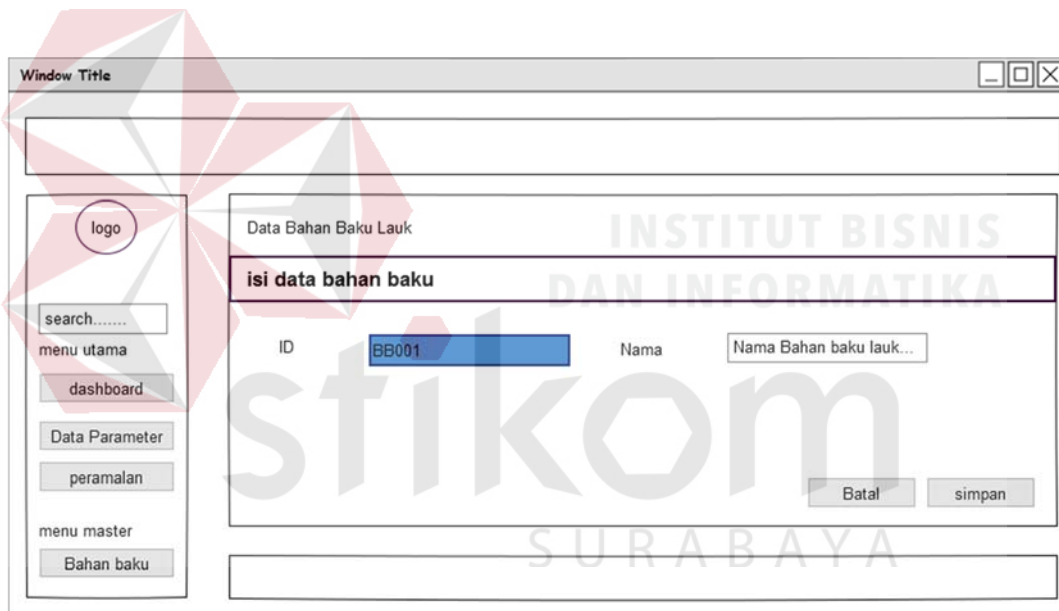 Window Title
logo
search.......
menu utama
dashboard
Data Parameter
peramalan
menu master
Bahan baku
Data Bahan Baku Lauk
isi data bahan baku
ID
BB001
Nama
Nama Bahan baku lauk...
Batal
simpan
INSTITUT BISNIS
DAN INFORMATIKA
stikom
SURABAYA